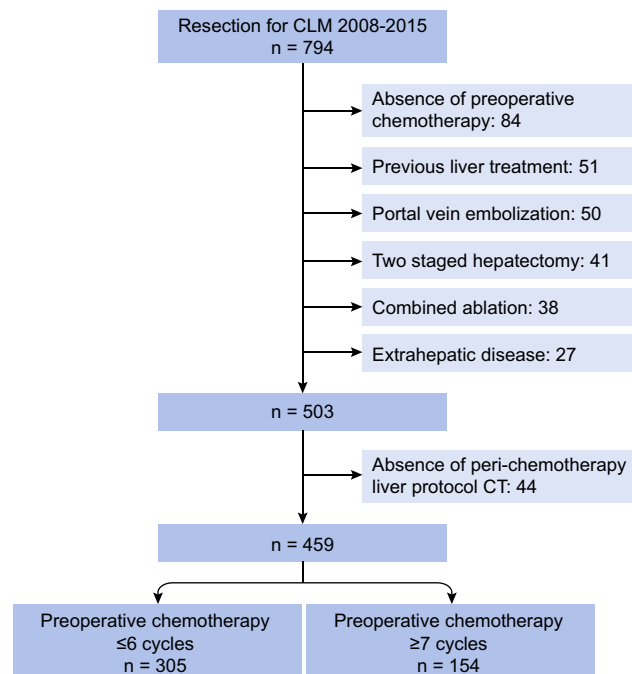 Resection for CLM 2008-2015
n = 794
Absence of preoperative
chemotherapy: 84
Previous liver treatment: 51
Portal vein embolization: 50
Two staged hepatectomy: 41
Combined ablation: 38
Extrahepatic disease: 27
n = 503
Absence of peri-chemotherapy
liver protocol CT: 44
n = 459
Preoperative chemotherapy
≤6 cycles
n = 305
Preoperative chemotherapy
≥7 cycles
n = 154